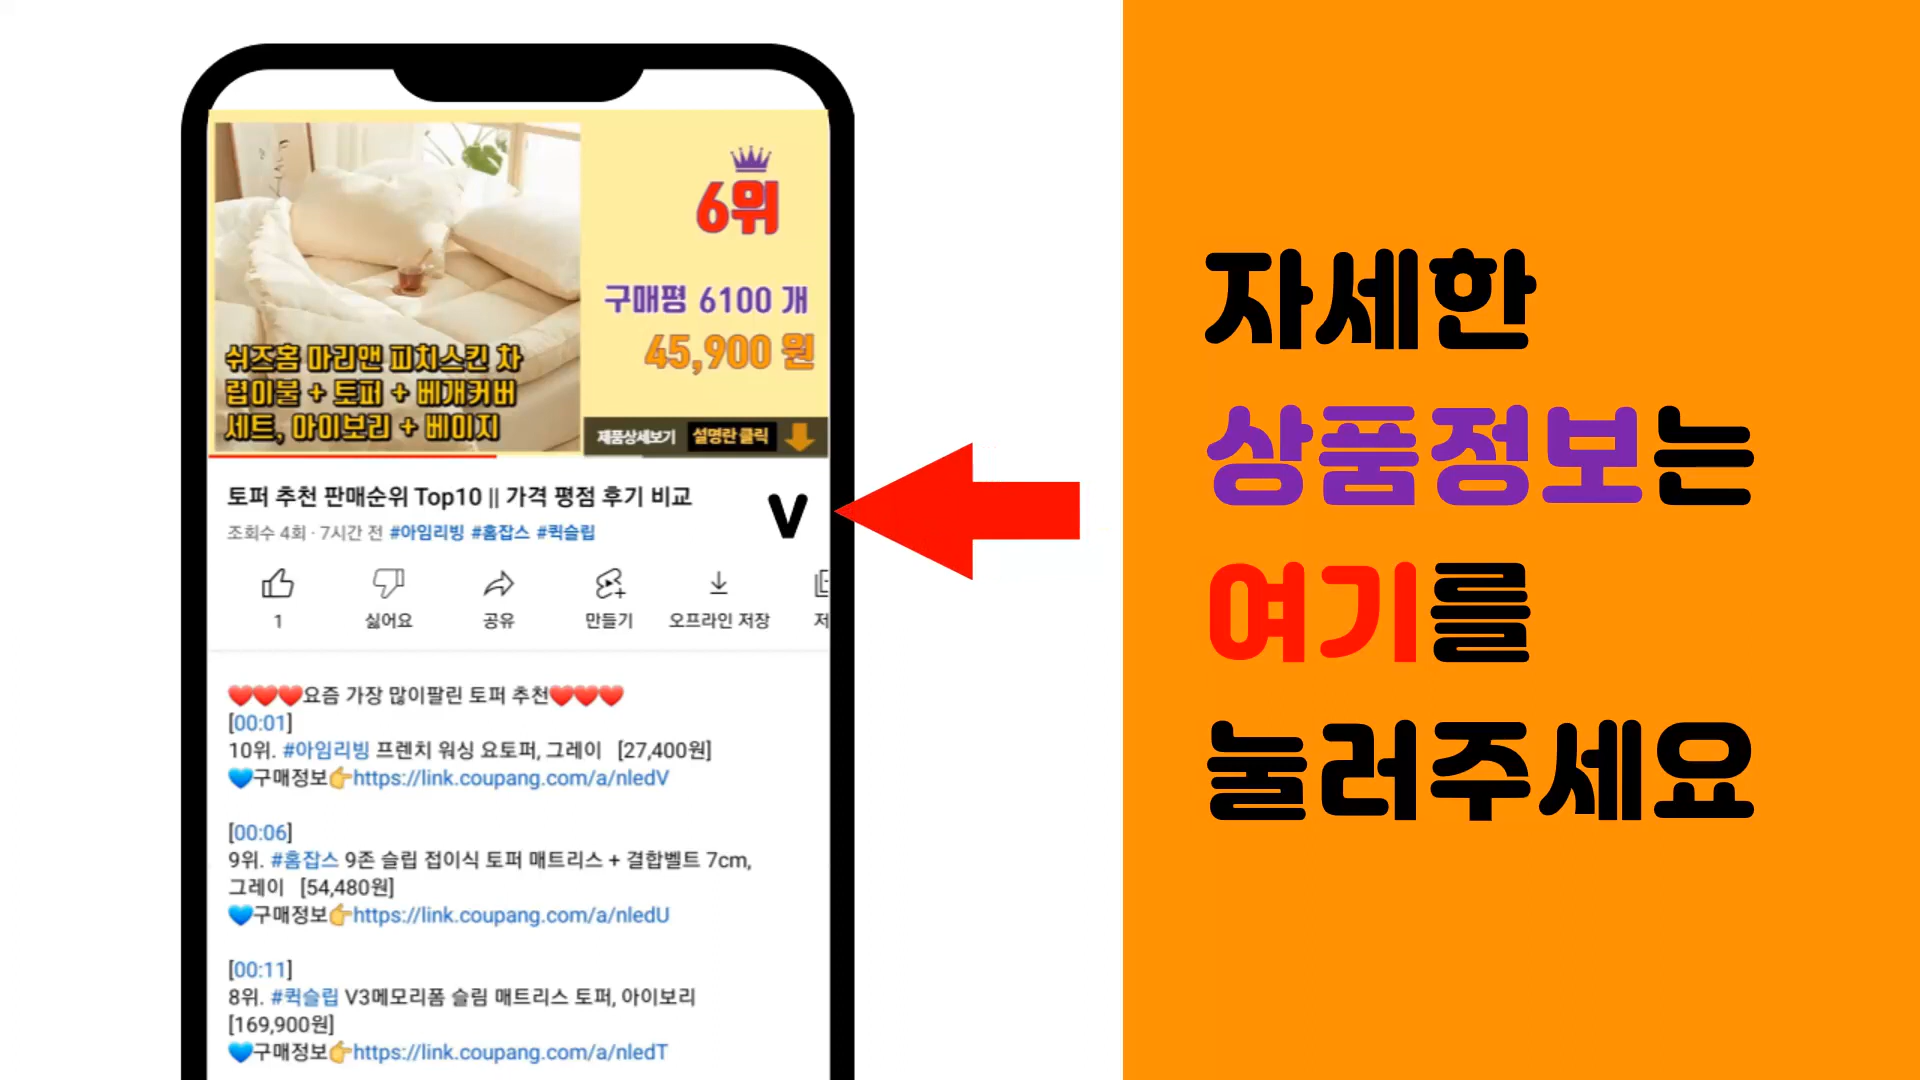 6위
구매평 6100 개
45,900 원
쉬즈홈 마리앤 피치스킨 차
렵이불 + 토퍼 + 베개커버
세트, 아이보리 + 베이지
제품상세보기 설명란 클릭
토퍼 추천 판매순위 Top10 || 가격 평점 후기 비교
V
조회수 4회 · 7시간 전 #아임리빙 #홈잡스 #퀵슬립
1 싫어요 공유 만들기 오프라인 저장 저
❤️❤️❤️요즘 가장 많이팔린 토퍼 추천❤️❤️❤️
[00:01]
10위. #아임리빙 프렌치 워싱 요토퍼, 그레이 [27,400원]
💙구매정보👉https://link.coupang.com/a/nledV
[00:06]
9위. #홈잡스 9존 슬립 접이식 토퍼 매트리스 + 결합벨트 7cm,
그레이 [54,480원]
💙구매정보👉https://link.coupang.com/a/nledU
[00:11]
8위. #퀵슬립 V3메모리폼 슬림 매트리스 토퍼, 아이보리
[169,900원]
💙구매정보👉https://link.coupang.com/a/nledT
자세한
상품정보는
여기를
눌러주세요